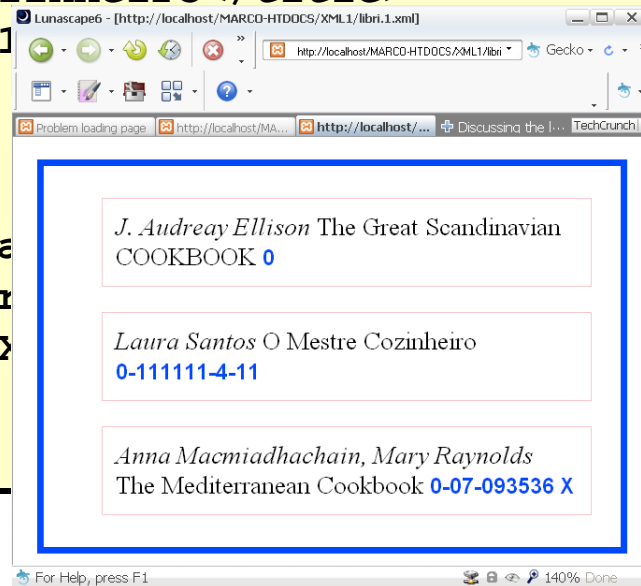 Lunascape6 - [http://localhost/MARCO-HTDOCS/XML1/libri.1.xml]
http://localhost/MARCO-HTDOCS/XML1/libri
Gecko
Problem loading page
http://localhost/MA...
http://localhost/...
Discussing the l...
TechCrunch
J. Audreay Ellison The Great Scandinavian
COOKBOOK 0
Laura Santos O Mestre Cozinheiro
0-111111-4-11
Anna Macmiadhachain, Mary Raynolds
The Mediterranean Cookbook 0-07-093536 X
For Help, press F1
140% Done